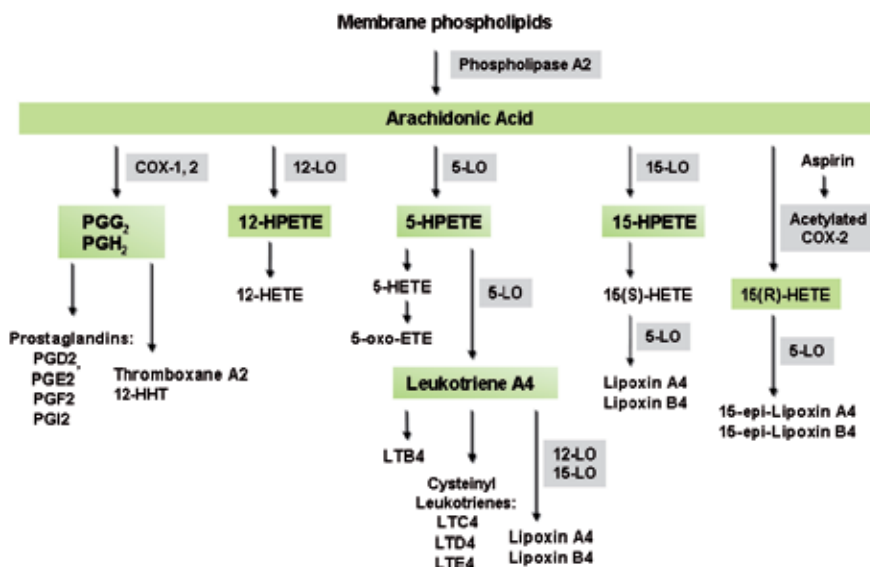 Membrane phospholipids
Phospholipase A2
Arachidonic Acid
COX-1, 2
12-LO
5-LO
15-LO
Aspirin
PGG2
PGH2
12-HPETE
5-HPETE
15-HPETE
Acetylated
COX-2
12-HETE
5-HETE
5-LO
15(S)-HETE
15(R)-HETE
5-oxo-ETE
5-LO
5-LO
Prostaglandins:
PGD2,
PGE2
PGF2
PGI2
Thromboxane A2
12-HHT
Leukotriene A4
Lipoxin A4
Lipoxin B4
15-epi-Lipoxin A4
15-epi-Lipoxin B4
LTB4
12-LO
15-LO
Cysteinyl
Leukotrienes:
LTC4
LTD4
LTE4
Lipoxin A4
Lipoxin B4